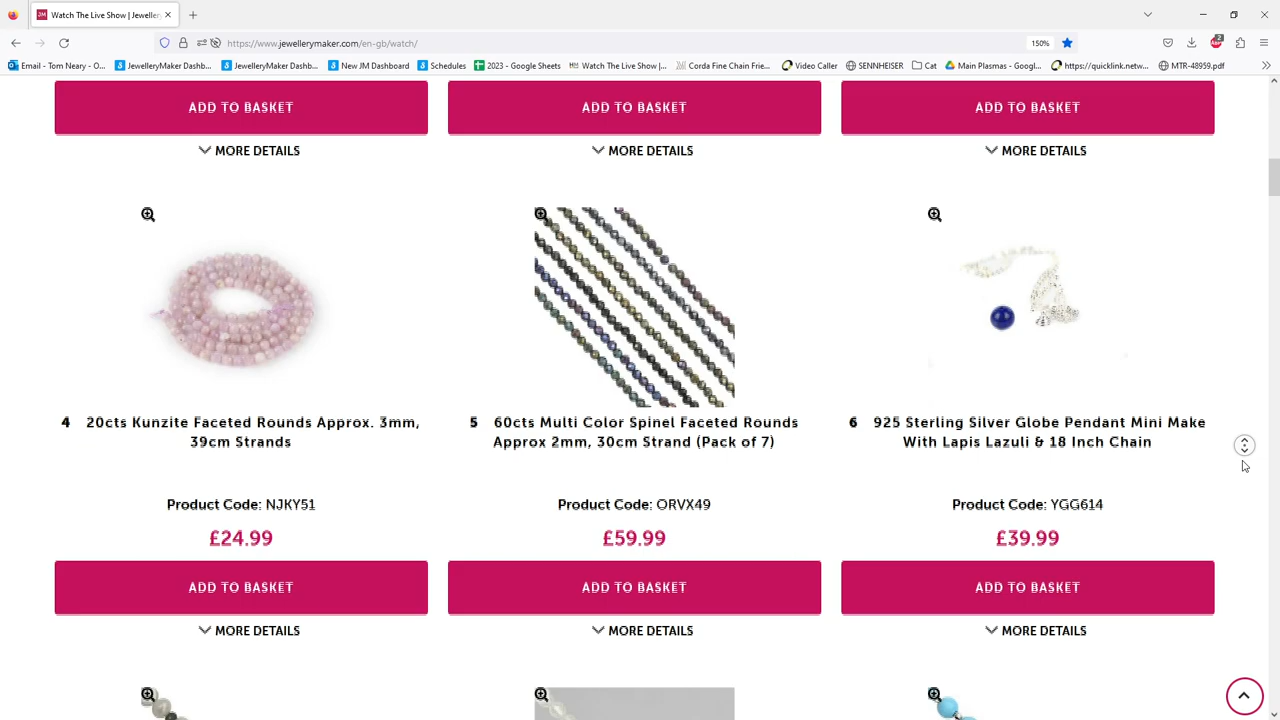 Watch The Live Show | Jeweller
https://www.jewellerymaker.com/en-gb/watch/
150%
2
Email - Tom Neary - O...
JewelleryMaker Dashb...
JewelleryMaker Dash...
New JM Dashboard
Schedules
2023 - Google Sheets
Watch The Live Show |...
Corda Fine Chain Frie...
Video Caller
SENNHEISER
Cat
Main Plasmas - Googl...
https://quicklink.netw...
MTR-48959.pdf
ADD TO BASKET ADD TO BASKET ADD TO BASKET
MORE DETAILS MORE DETAILS MORE DETAILS
4 20cts Kunzite Faceted Rounds Approx. 3mm,
39cm Strands
5 60cts Multi Color Spinel Faceted Rounds
Approx 2mm, 30cm Strand (Pack of 7)
6 925 Sterling Silver Globe Pendant Mini Make
With Lapis Lazuli & 18 Inch Chain
Product Code: NJKY51 Product Code: ORVX49 Product Code: YGG614
£24.99 £59.99 £39.99
ADD TO BASKET ADD TO BASKET ADD TO BASKET
MORE DETAILS MORE DETAILS MORE DETAILS